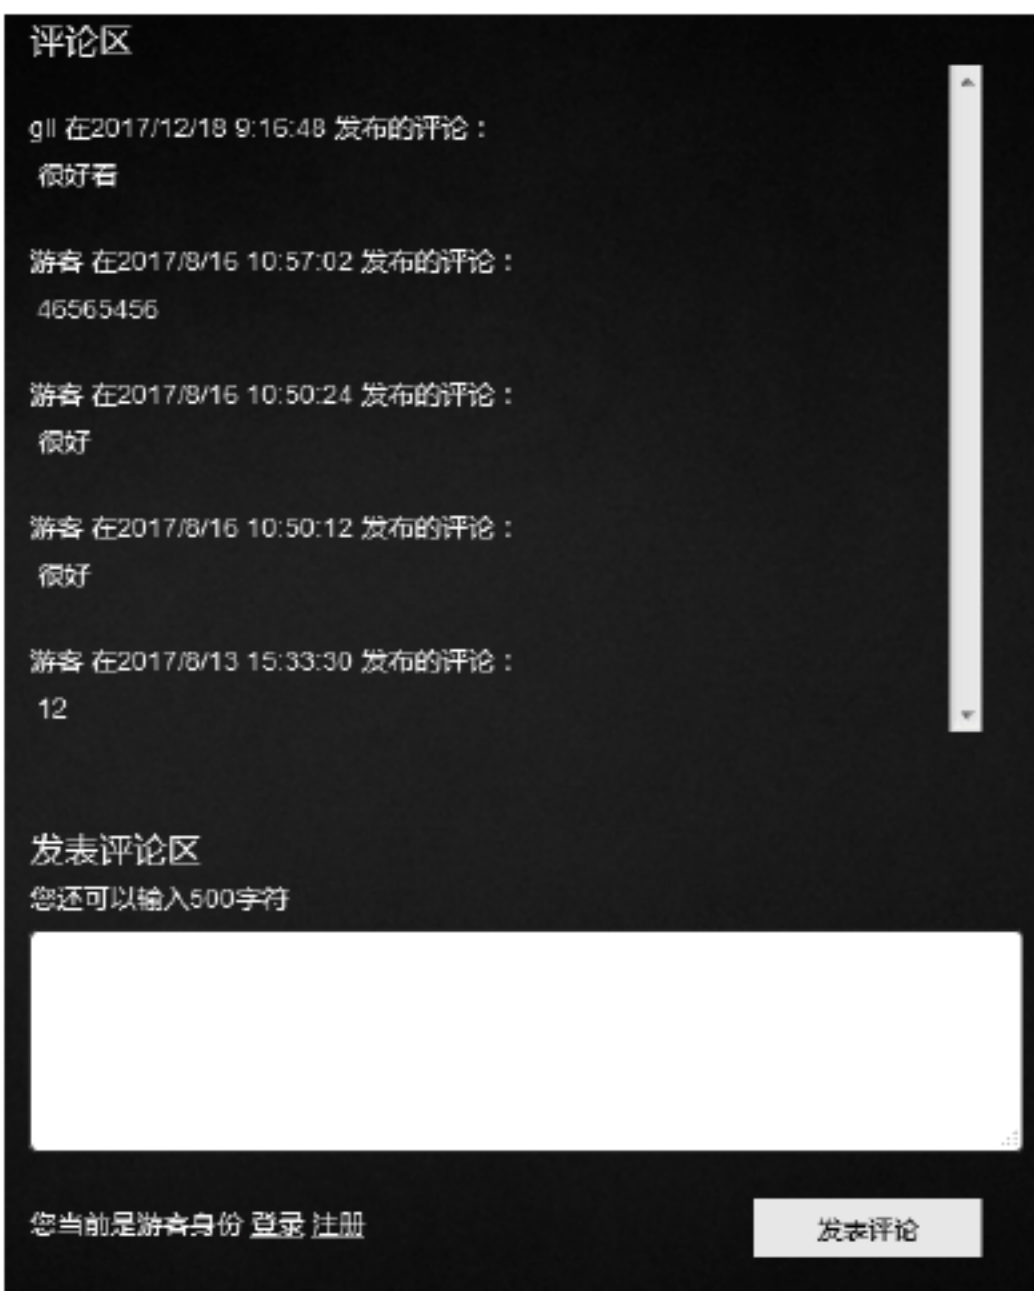 评论区
gll 在2017/12/18 9:16:48 发布的评论：
很好看
游客 在2017/8/16 10:57:02 发布的评论：
46565456
游客 在2017/8/16 10:50:24 发布的评论：
很好
游客 在2017/8/16 10:50:12 发布的评论：
很好
游客 在2017/8/13 15:33:30 发布的评论：
12
发表评论区
您还可以输入500字符
您当前是游客身份 登录 注册
发表评论